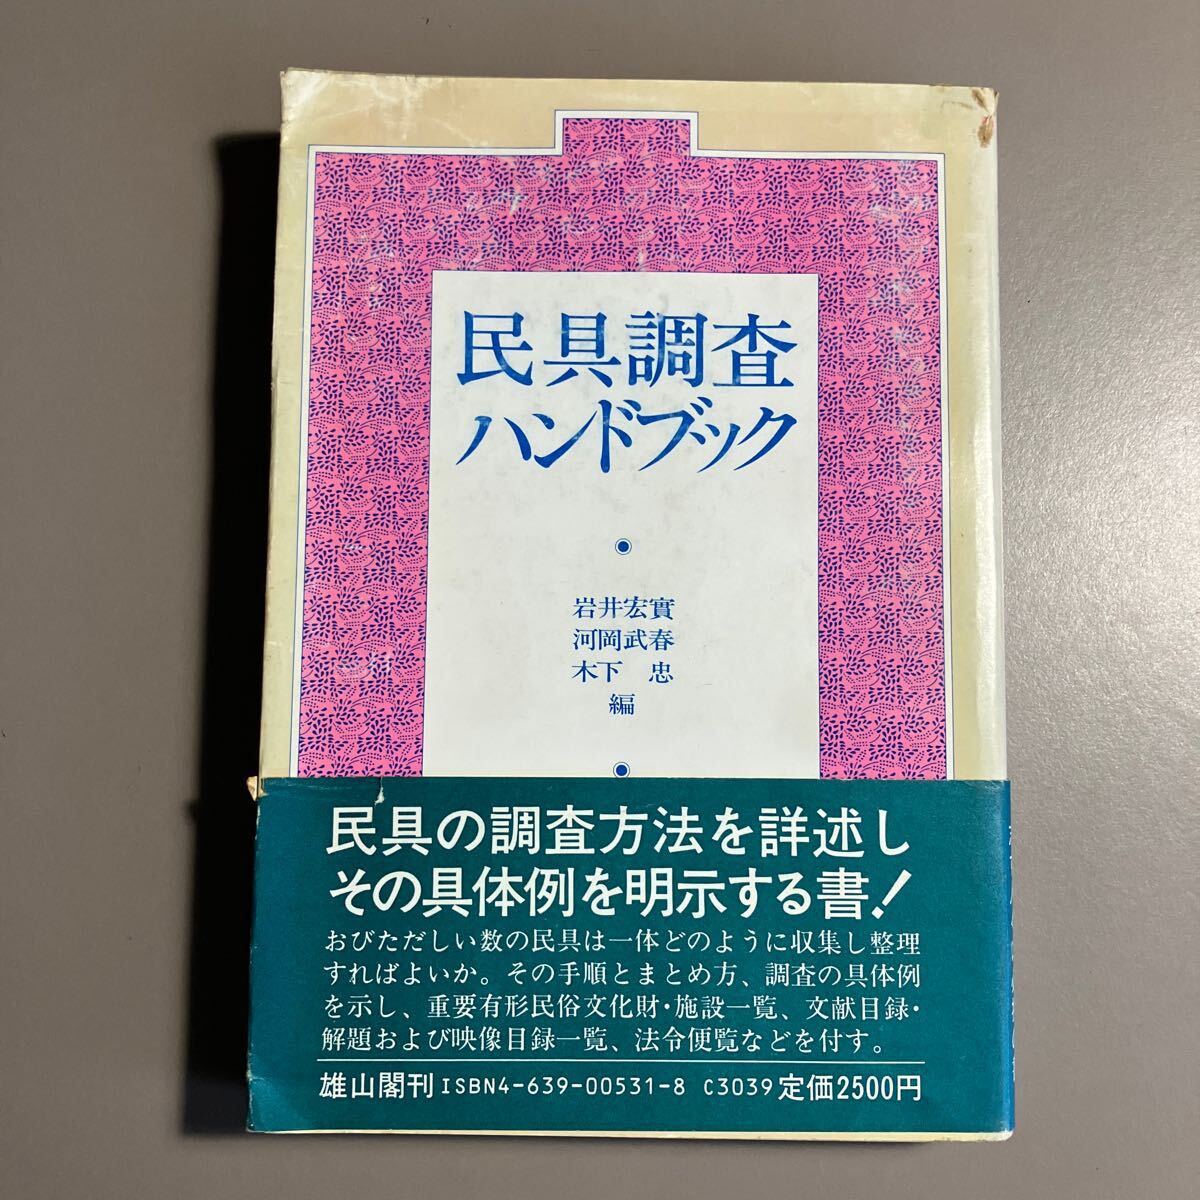 民具調査
ハンドブック
岩井宏實
河岡武春
木下 忠
編
民具の調査方法を詳述し
その具体例を明示する書!
おびただしい数の民具は一体どのように収集し整理
すればよいか。その手順とまとめ方、調査の具体例
を示し、重要有形民俗文化財・施設一覧、文献目録・
解題および映像目録一覧、法令便覧などを付す。
雄山閣刊 ISBN4-639-00531-8 C3039 定価2500円